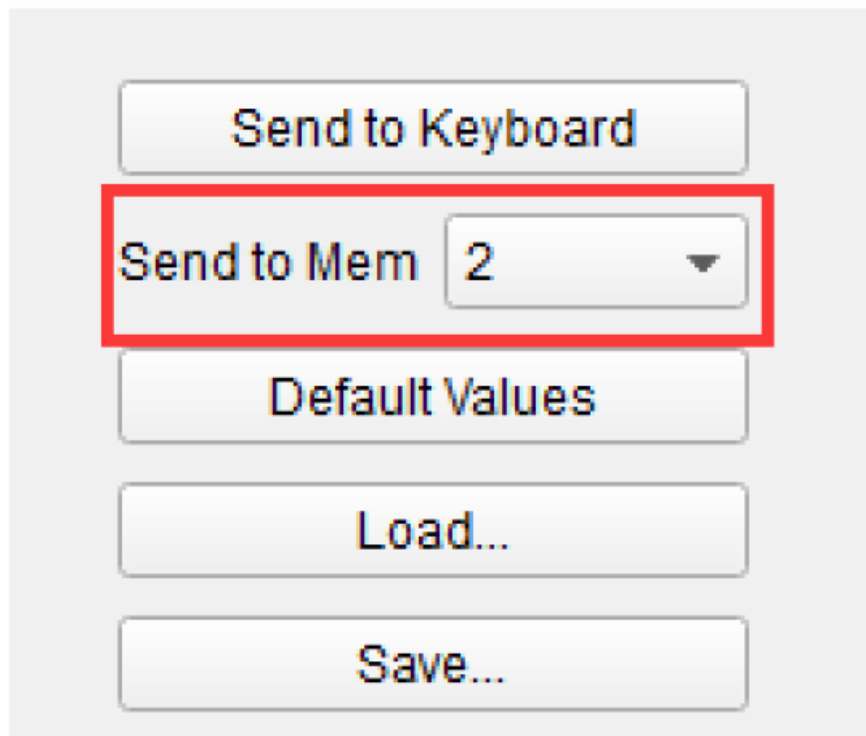 Send to Keyboard
Send to Mem 2
Default Values
Load...
Save...